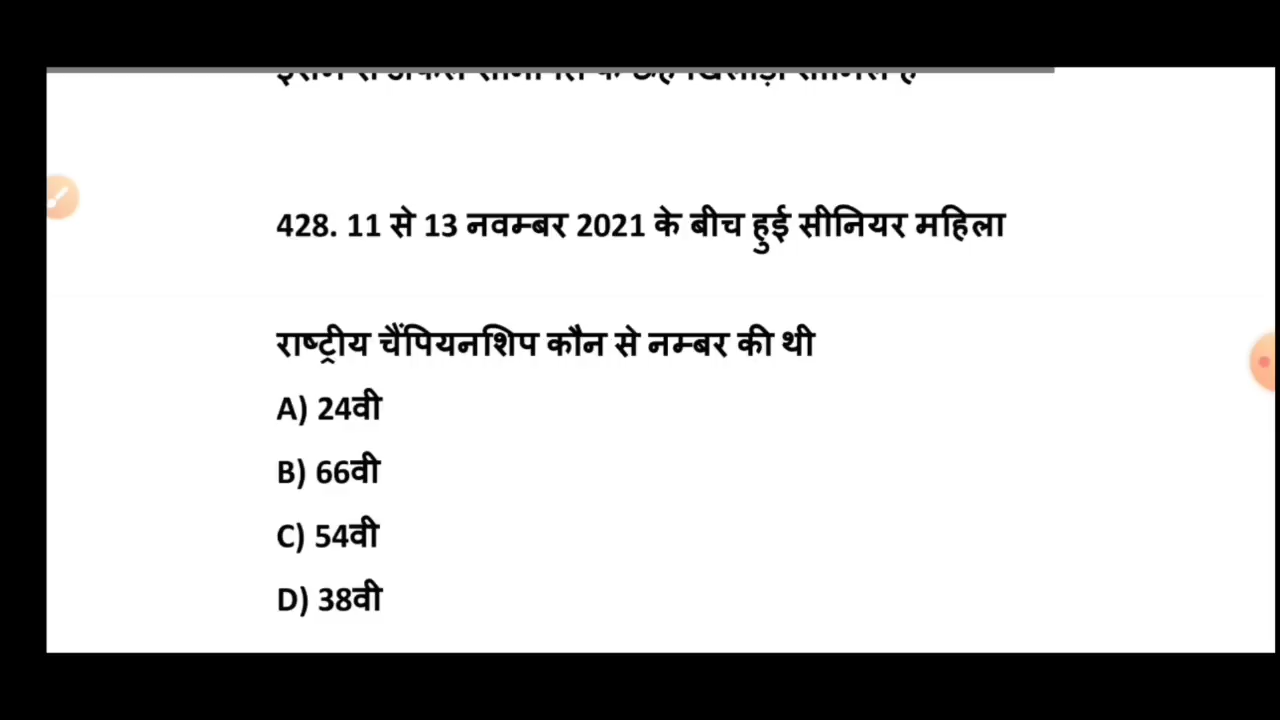 428. 11 से 13 नवम्बर 2021 के बीच हुई सीनियर महिला
राष्ट्रीय चैंपियनशिप कौन से नम्बर की थी
A) 24वी
B) 66वी
C) 54वी
D) 38वी